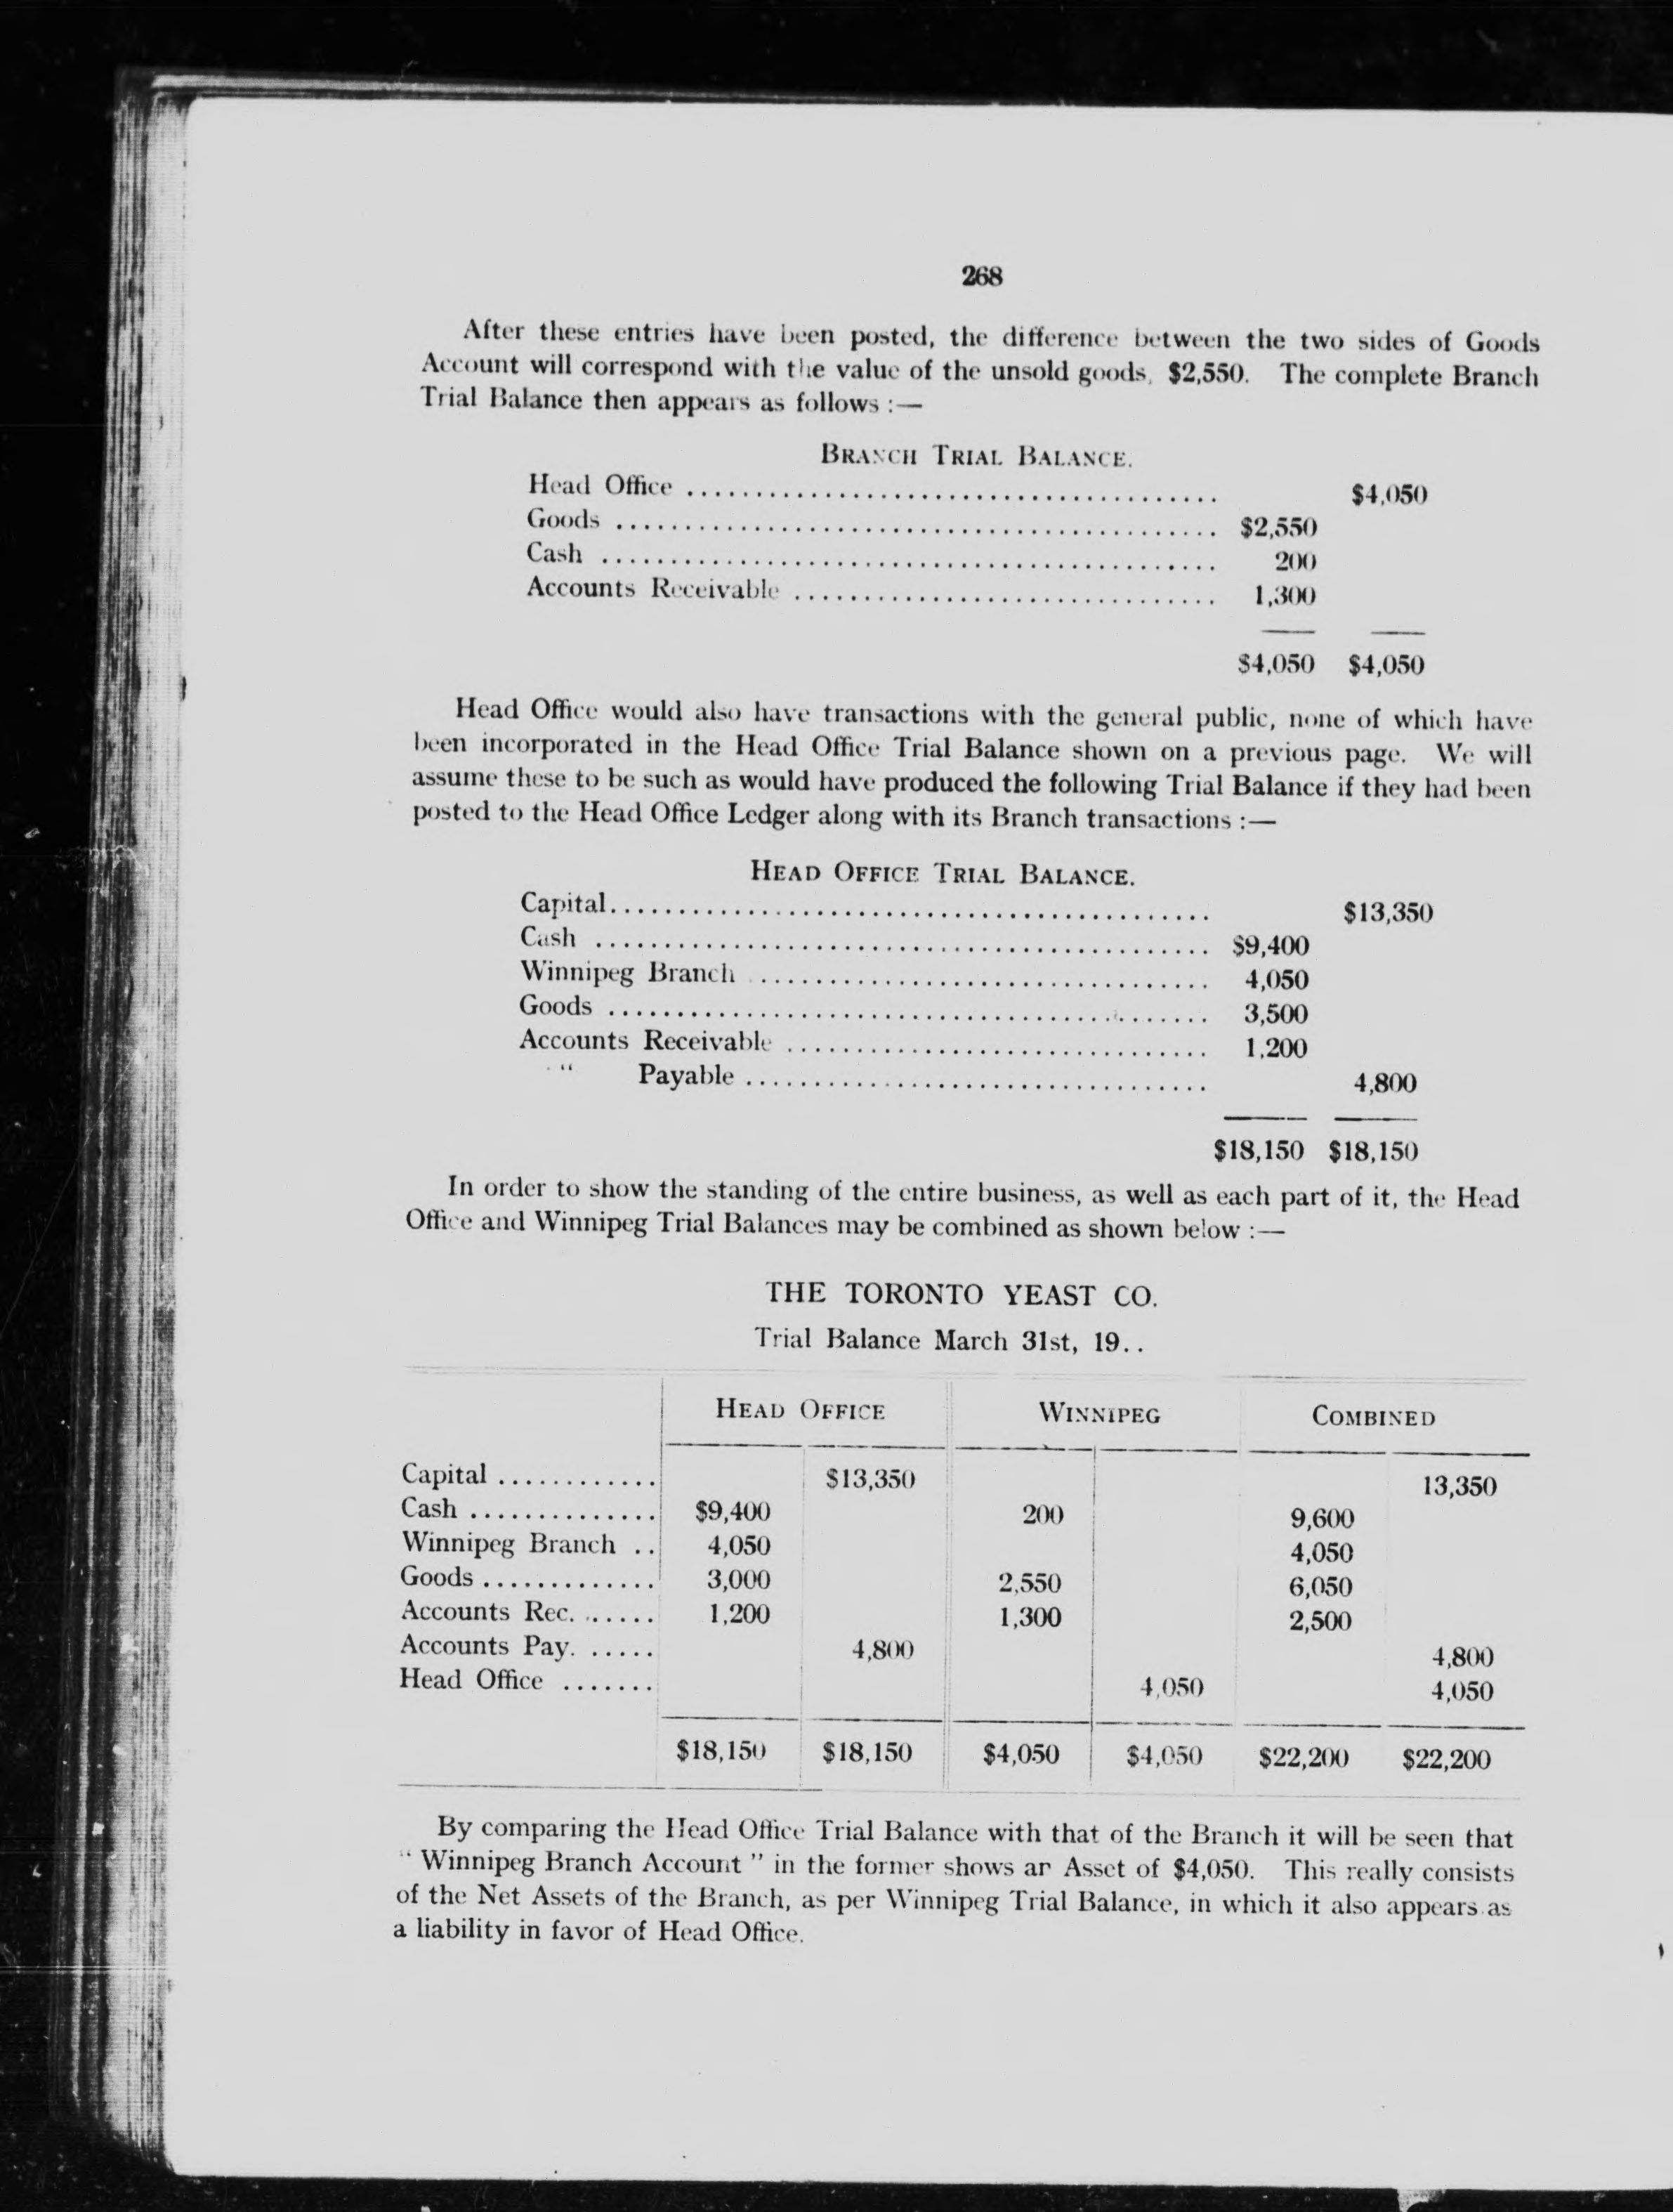 268
After these entries have been posted, the difference between the two sides of Goods
Account will correspond with the value of the unsold goods, $2,550. The complete Branch
Trial Balance then appears as follows :—
BRANCH TRIAL BALANCE.
Head Office ....................................... $4,050
Goods ............................................ $2,550
Cash ............................................. 200
Accounts Receivable ............................... 1,300
$4,050 $4,050
Head Office would also have transactions with the general public, none of which have
been incorporated in the Head Office Trial Balance shown on a previous page. We will
assume these to be such as would have produced the following Trial Balance if they had been
posted to the Head Office Ledger along with its Branch transactions :—
HEAD OFFICE TRIAL BALANCE.
Capital............................................ $13,350
Cash ............................................. $9,400
Winnipeg Branch .................................. 4,050
Goods ............................................ 3,500
Accounts Receivable ............................... 1,200
" Payable .................................. 4,800
$18,150 $18,150
In order to show the standing of the entire business, as well as each part of it, the Head
Office and Winnipeg Trial Balances may be combined as shown below :—
THE TORONTO YEAST CO.
Trial Balance March 31st, 19..
HEAD OFFICE WINNIPEG COMBINED
Capital ............ $13,350 13,350
Cash .............. $9,400 200 9,600
Winnipeg Branch .. 4,050 4,050
Goods ............. 3,000 2,550 6,050
Accounts Rec. ...... 1,200 1,300 2,500
Accounts Pay. ..... 4,800 4,800
Head Office ....... 4,050 4,050
$18,150 $18,150 $4,050 $4,050 $22,200 $22,200
By comparing the Head Office Trial Balance with that of the Branch it will be seen that
" Winnipeg Branch Account " in the former shows an Asset of $4,050. This really consists
of the Net Assets of the Branch, as per Winnipeg Trial Balance, in which it also appears as
a liability in favor of Head Office.